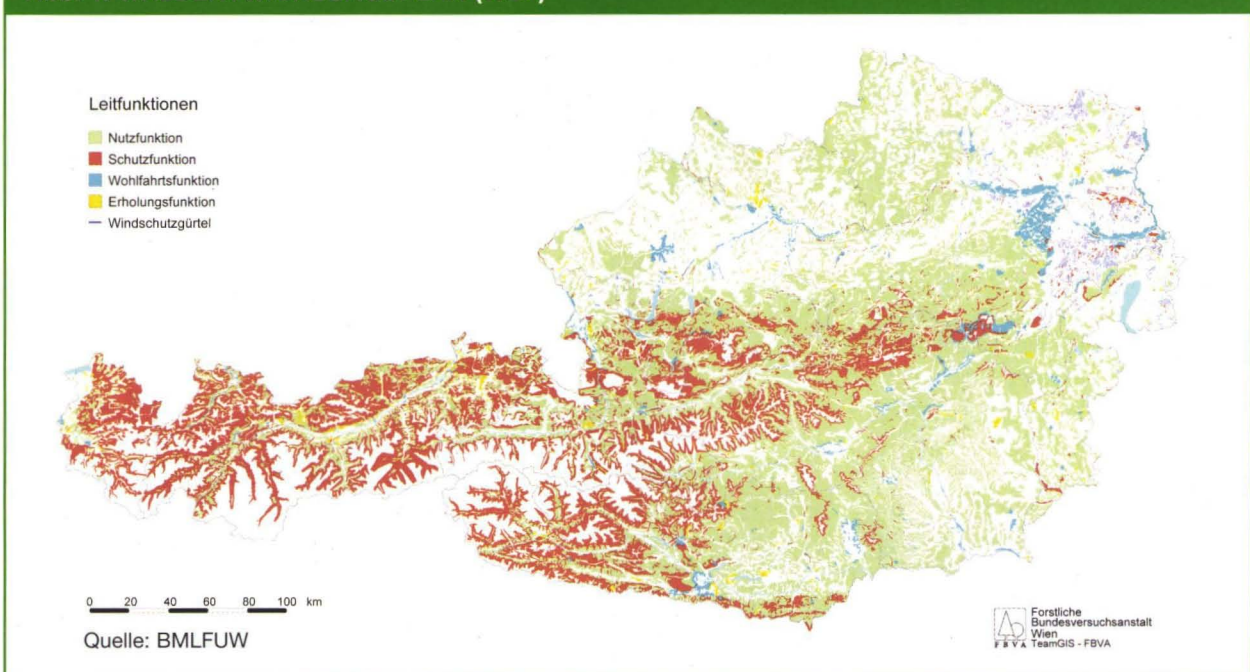 Leitfunktionen
Nutzfunktion
Schutzfunktion
Wohlfahrtsfunktion
Erholungsfunktion
Windschutzgürtel
0 20 40 60 80 100 km
Quelle: BMLFUW
Forstliche
Bundesversuchsanstalt
Wien
FBVA TeamGIS - FBVA